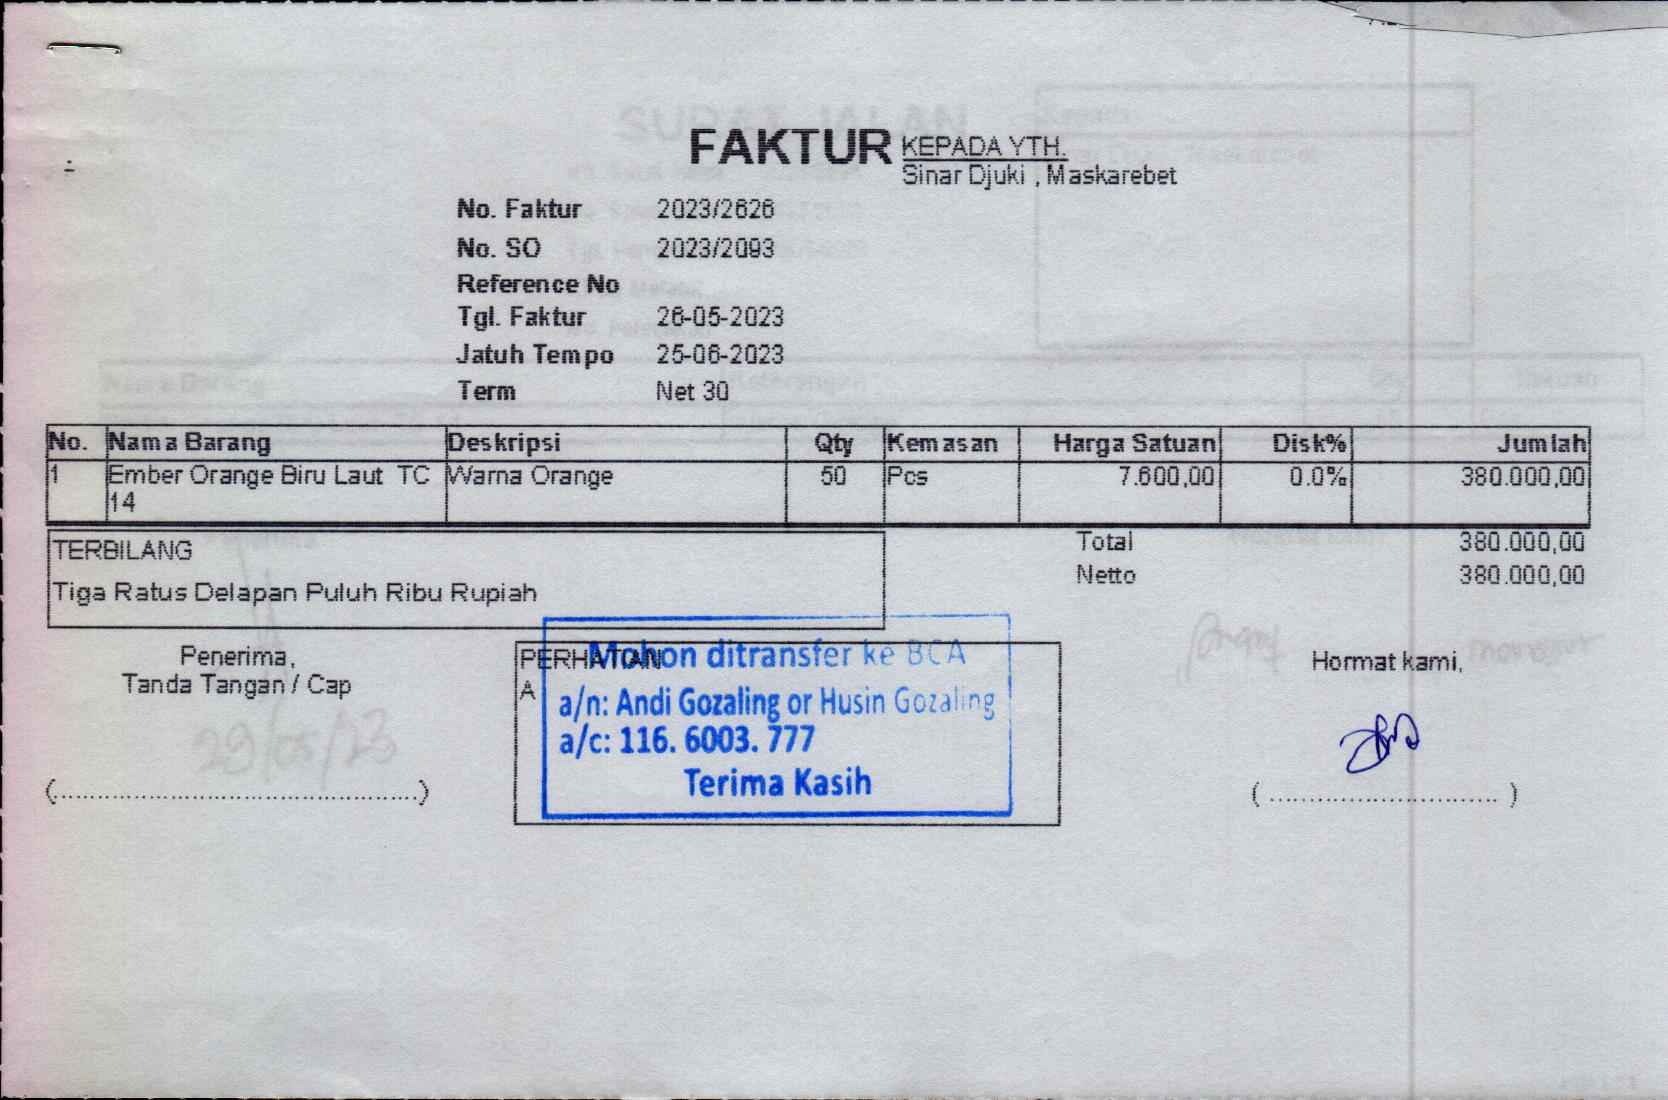 FAKTUR
KEPADA YTH.
Sinar Djuki , Maskarebet
No. Faktur 2023/2626
No. SO 2023/2093
Reference No
Tgl. Faktur 26-05-2023
Jatuh Tempo 25-06-2023
Term Net 30
No. Nama Barang Deskripsi Qty Kemasan Harga Satuan Disk% Jumlah
1 Ember Orange Biru Laut TC 14 Warna Orange 50 Pcs 7.600,00 0.0% 380.000,00
Total 380.000,00
Netto 380.000,00
TERBILANG
Tiga Ratus Delapan Puluh Ribu Rupiah
Penerima,
Tanda Tangan / Cap
(............................................)
PERHATIAN
A
Mohon ditransfer ke BCA
a/n: Andi Gozaling or Husin Gozaling
a/c: 116. 6003. 777
Terima Kasih
Hormat kami,
( ............................ )
SURAT JALAN
29/05/23